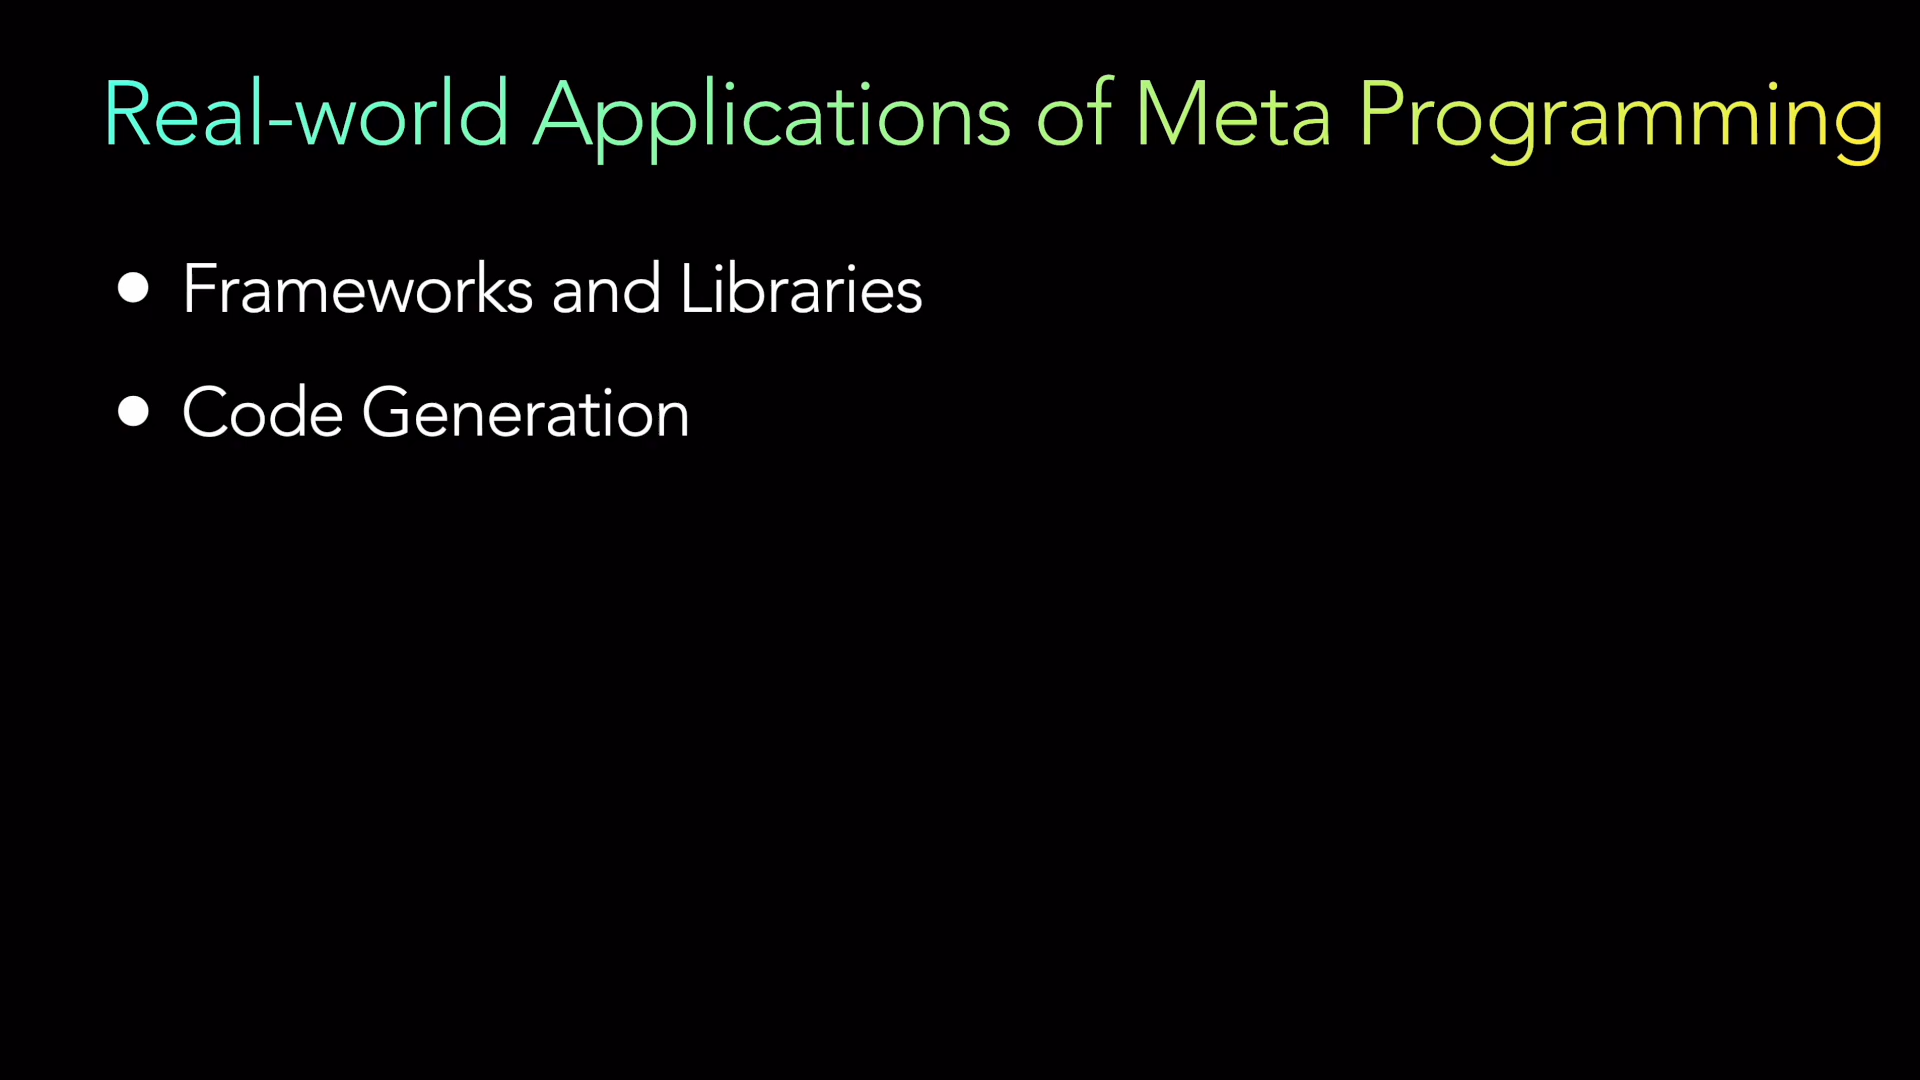 Real-world Applications of Meta Programming
• Frameworks and Libraries
• Code Generation